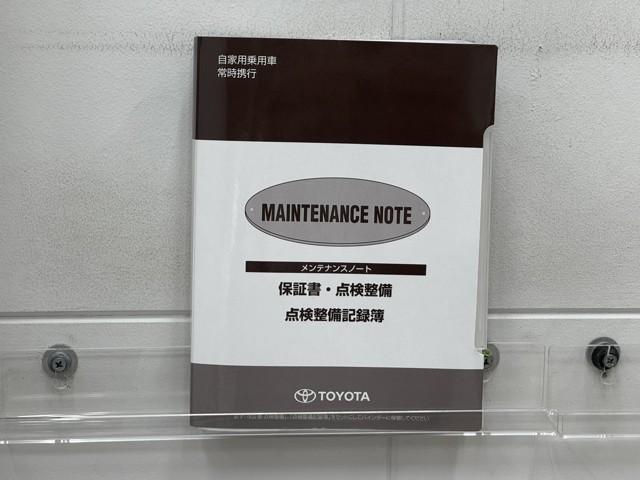 自家用乗用車
常時携行
MAINTENANCE NOTE
メンテナンスノート
保証書・点検整備
点検整備記録簿
TOYOTA